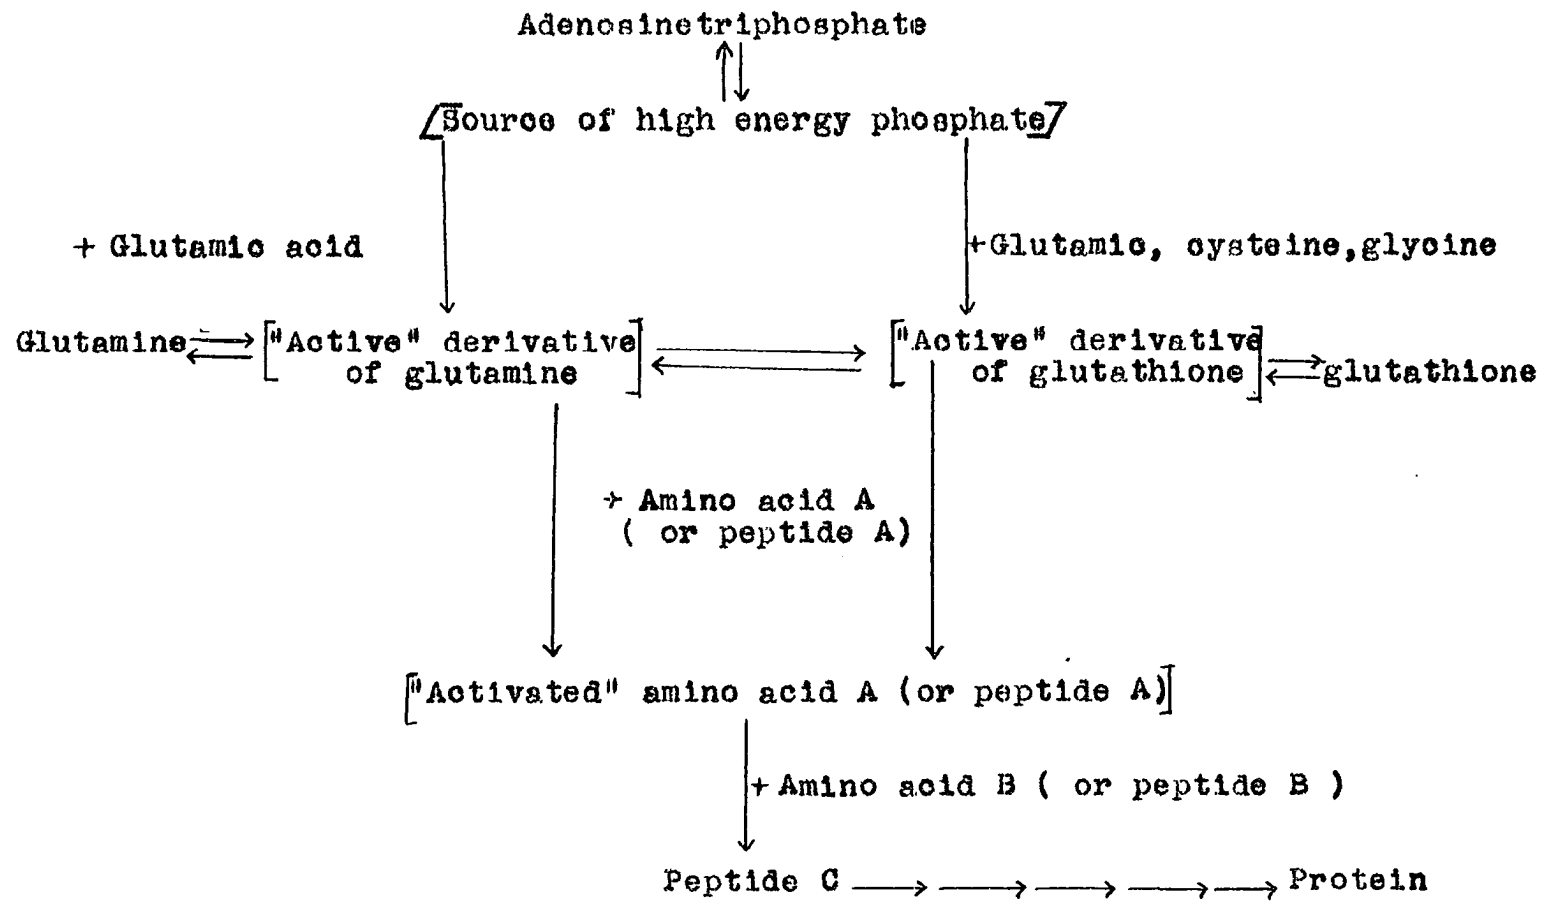 Adenosinetriphosphate
[Source of high energy phosphate]
+ Glutamic acid
+Glutamic, cysteine,glycine
Glutamine
["Active" derivative
of glutamine]
["Active" derivative
of glutathione]
glutathione
+ Amino acid A
( or peptide A)
["Activated" amino acid A (or peptide A)]
+ Amino acid B ( or peptide B )
Peptide C
Protein